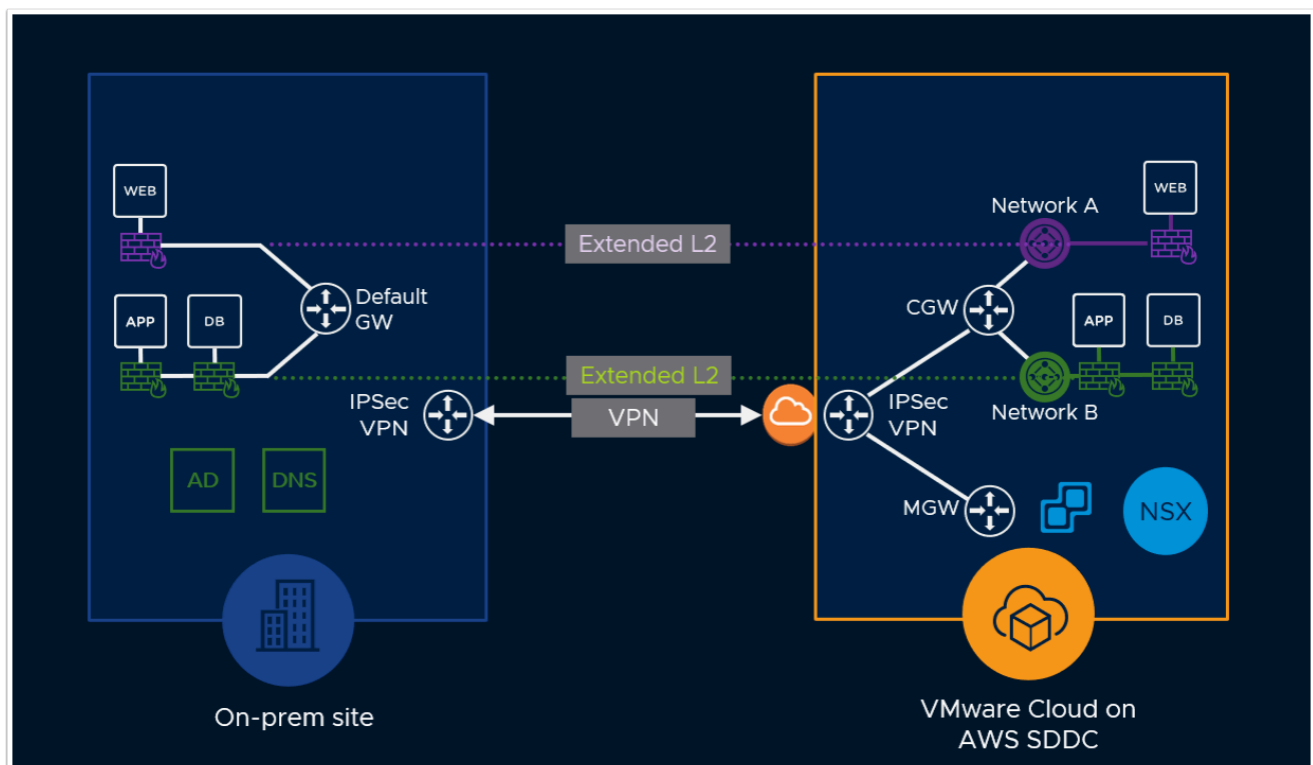 WEB
WEB
Network A
Extended L2
Default
GW
CGW
APP
DB
APP
DB
Extended L2
Network B
IPSec
VPN
VPN
IPSec
VPN
AD
DNS
MGW
NSX
On-prem site
VMware Cloud on
AWS SDDC